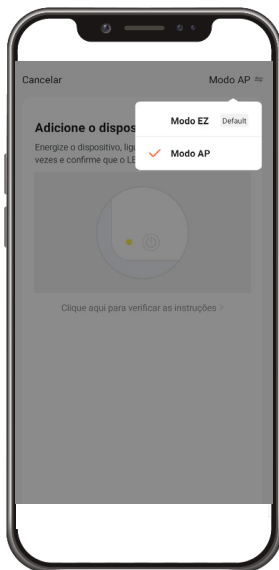 Cancelar
Modo AP
Modo EZ Default
Modo AP
Adicione o dispos
Energize o dispositivo, lig
vezes e confirme que o LE
Clique aqui para verificar as instruções >